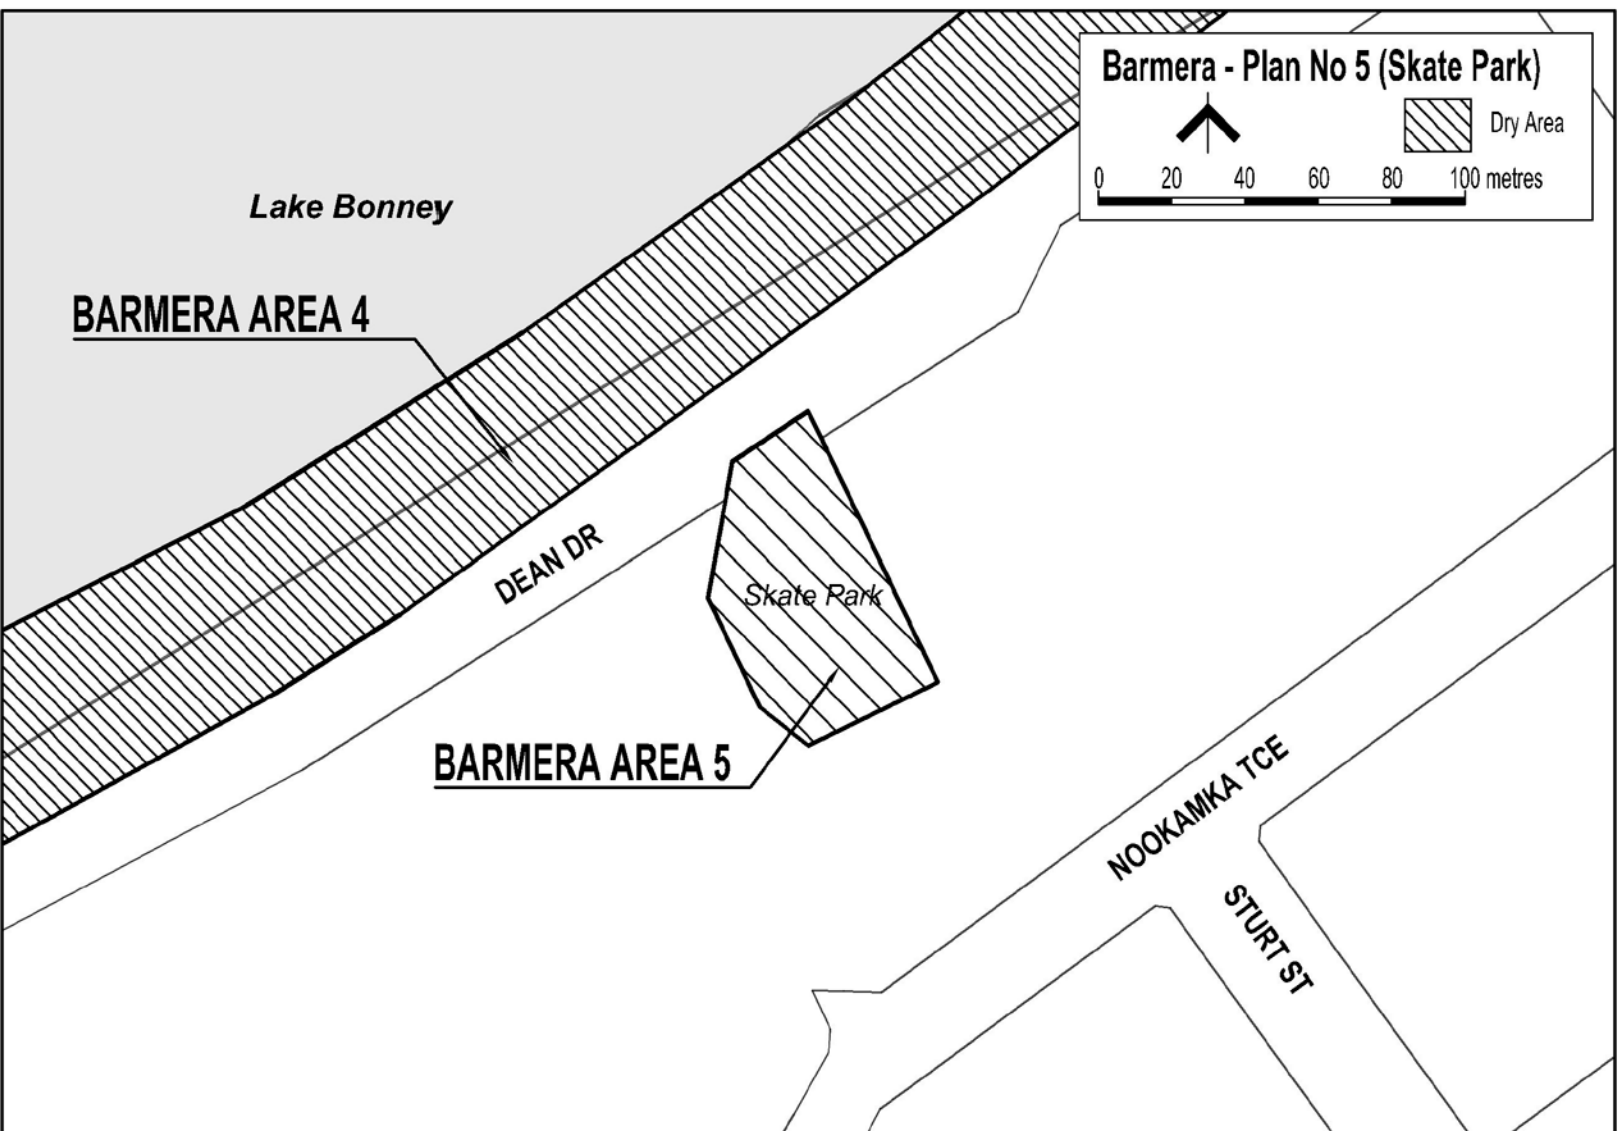 Barmera - Plan No 5 (Skate Park)
Dry Area
0 20 40 60 80 100 metres
Lake Bonney
BARMERA AREA 4
DEAN DR
Skate Park
BARMERA AREA 5
NOOKAMKA TCE
STURT ST